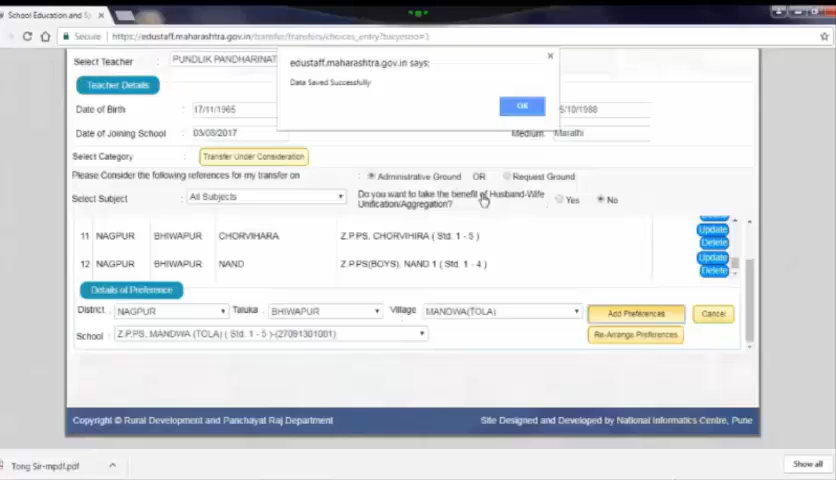 School Education and S
Secure | https://edustaff.maharashtra.gov.in/transfer/transfers/choices_entry?bucyesno=1
Select Teacher : PUNDLIK PANDHARINAT
edustaff.maharashtra.gov.in says:
Data Saved Successfully
OK
Teacher Details
Date of Birth : 17/11/1965 5/10/1988
Date of Joining School : 03/08/2017 Medium: Marathi
Select Category : Transfer Under Consideration
Please Consider the following references for my transfer on : Administrative Ground OR Request Ground
Select Subject : All Subjects Do you want to take the benefit of Husband-Wife Yes No
Unification/Aggregation?
Update
Delete
11 NAGPUR BHIWAPUR CHORVIHARA Z.P.PS, CHORVIHIRA ( Std. 1 - 5 ) Update
Delete
12 NAGPUR BHIWAPUR NAND Z.P.PS(BOYS), NAND 1 ( Std. 1 - 4 ) Update
Delete
Details of Preference
District : NAGPUR Taluka : BHIWAPUR Village : MANDWA(TOLA) Add Preferences Cancel
School : Z.P.PS, MANDWA (TOLA) ( Std. 1 - 5 )-(27091301001) Re-Arrange Preferences
Copyright © Rural Development and Panchayat Raj Department Site Designed and Developed by National Informatics Centre, Pune
Tong Sir-mpdf.pdf Show all